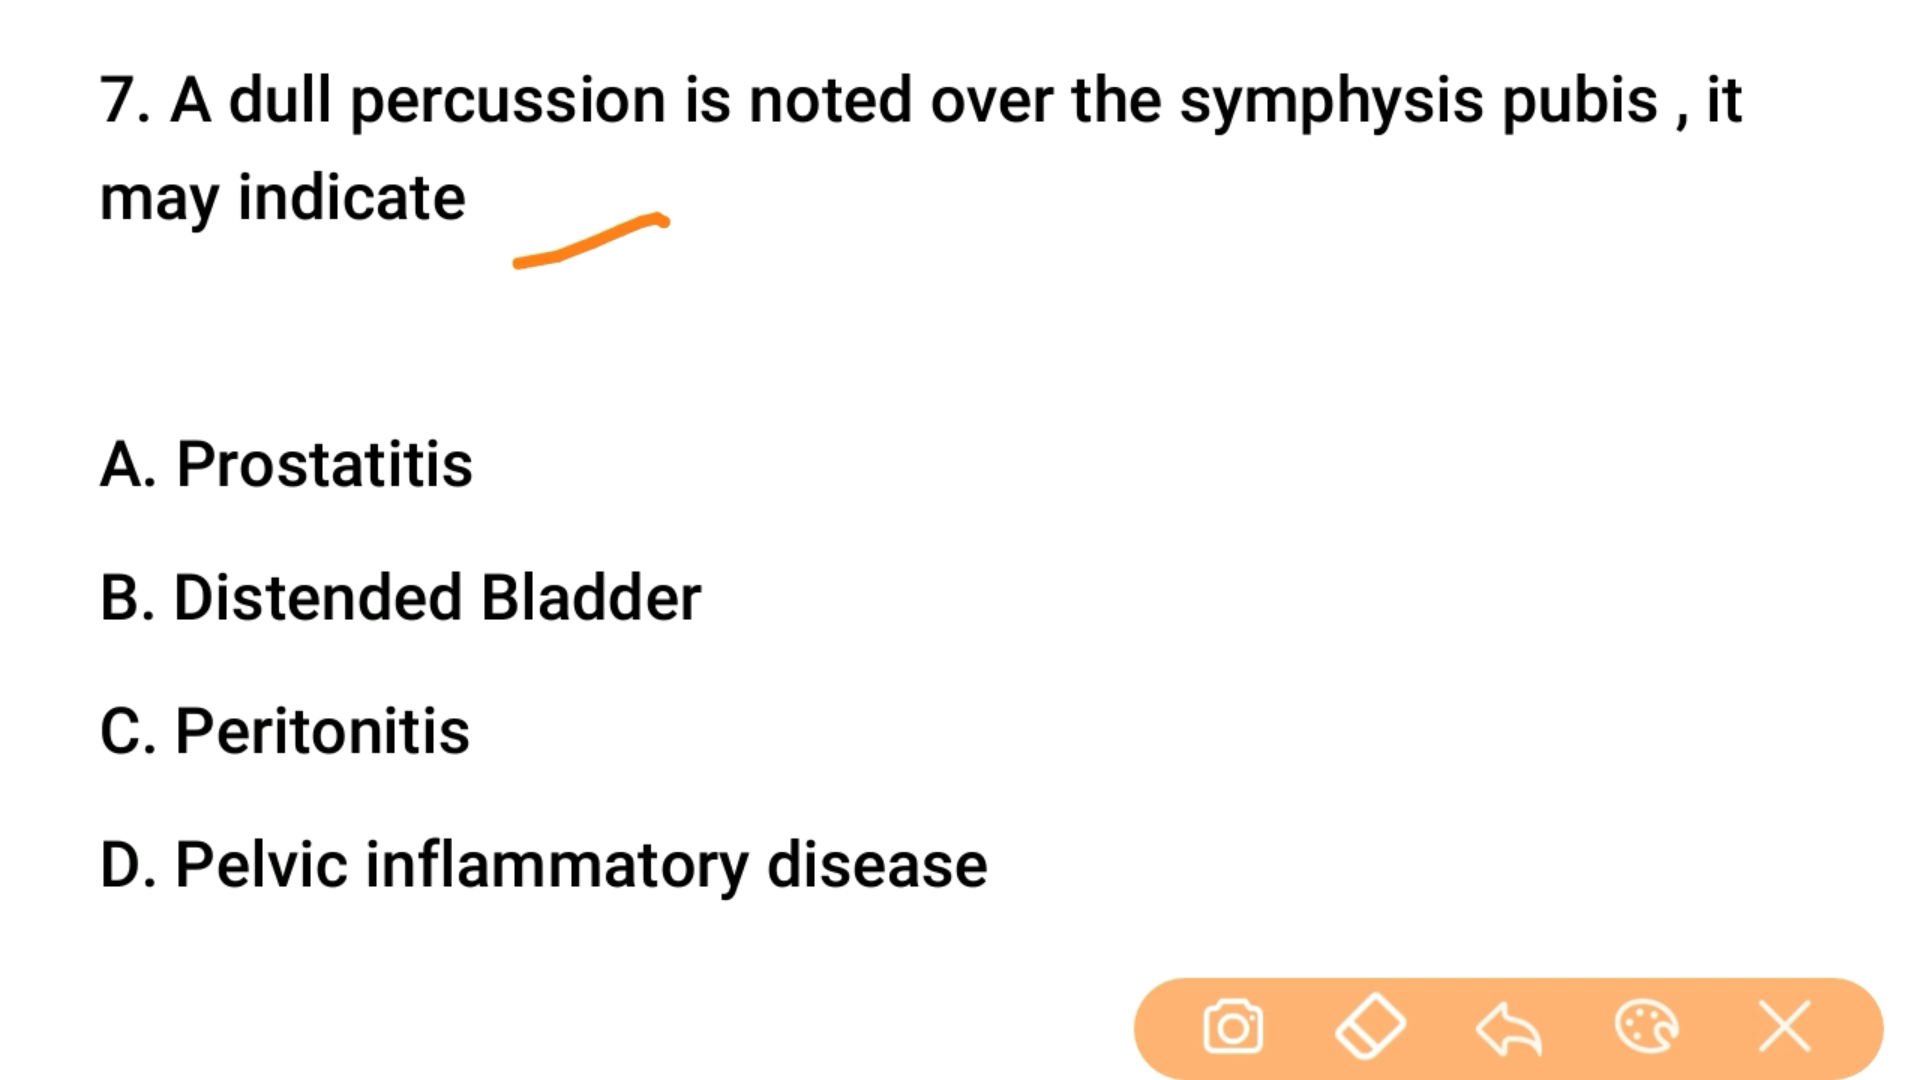 7. A dull percussion is noted over the symphysis pubis , it
may indicate
A. Prostatitis
B. Distended Bladder
C. Peritonitis
D. Pelvic inflammatory disease